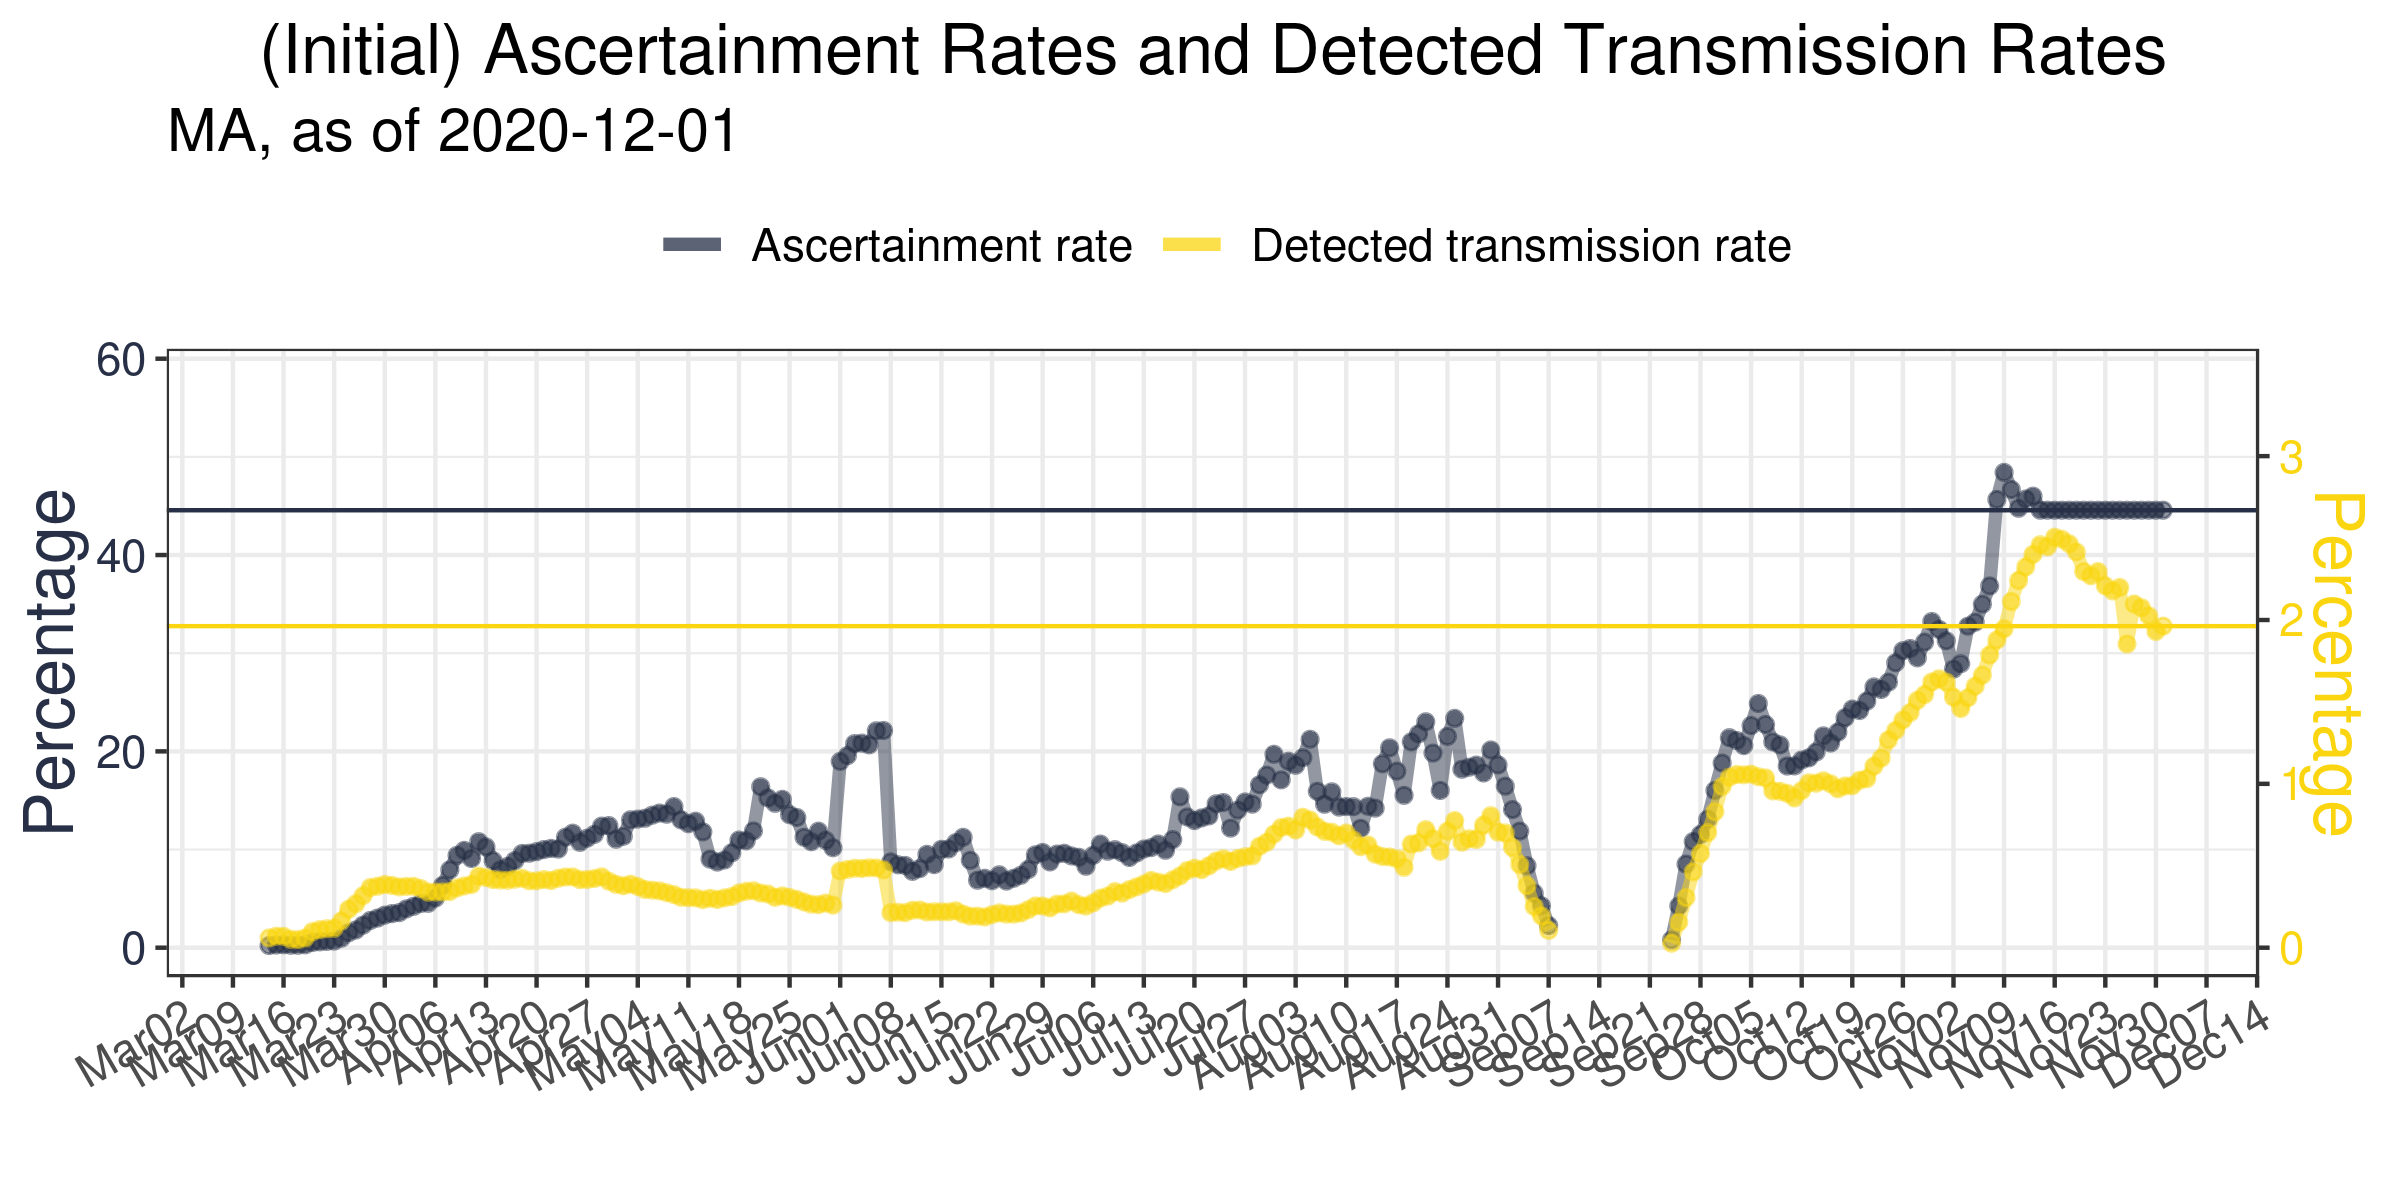 (Initial) Ascertainment Rates and Detected Transmission Rates
MA, as of 2020-12-01
Ascertainment rate
Detected transmission rate
Percentage
60
40
20
0
3
2
1
0
Percentage
Mar02
Mar09
Mar16
Mar23
Mar30
Apr06
Apr13
Apr20
Apr27
May04
May11
May18
May25
Jun01
Jun08
Jun15
Jun22
Jun29
Jul06
Jul13
Jul20
Jul27
Aug03
Aug10
Aug17
Aug24
Aug31
Sep07
Sep14
Sep21
Sep28
Oct05
Oct12
Oct19
Oct26
Nov02
Nov09
Nov16
Nov23
Nov30
Dec07
Dec14